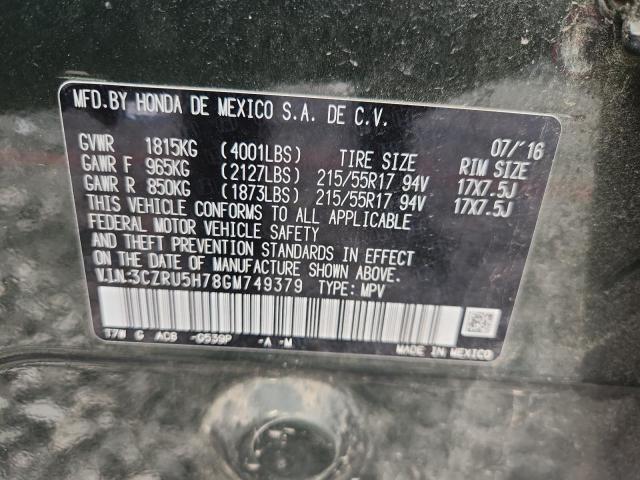 MFD.BY HONDA DE MEXICO S.A. DE C.V.
07/'16
GVWR 1815KG (4001LBS) TIRE SIZE RIM SIZE
GAWR F 965KG (2127LBS) 215/55R17 94V 17X7.5J
GAWR R 850KG (1873LBS) 215/55R17 94V 17X7.5J
THIS VEHICLE CONFORMS TO ALL APPLICABLE
FEDERAL MOTOR VEHICLE SAFETY
AND THEFT PREVENTION STANDARDS IN EFFECT
ON THE DATE OF MANUFACTURE SHOWN ABOVE.
V.I.N.:3CZRU5H78GM749379 TYPE: MPV
T7W G ACB -G539P -A -M
MADE IN MEXICO